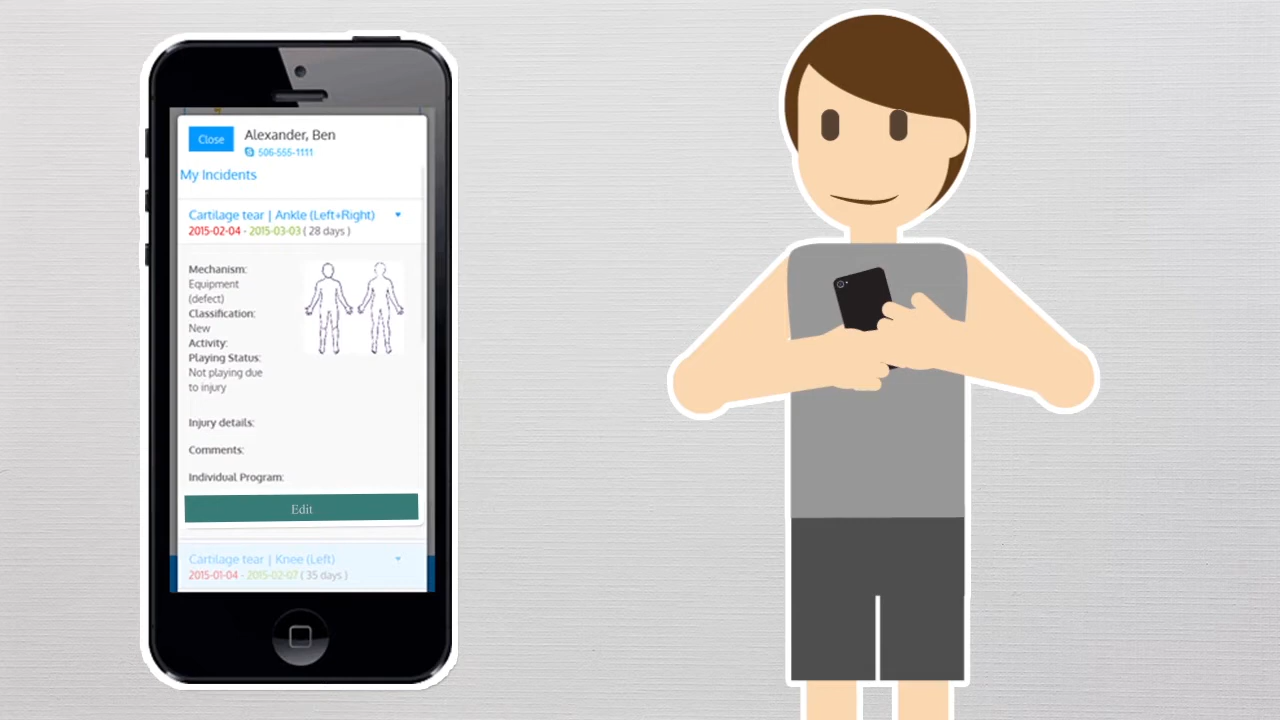 Close
Alexander, Ben
506-555-1111
My Incidents
Cartilage tear | Ankle (Left+Right)
2015-02-04 - 2015-03-03 ( 28 days )
Mechanism:
Equipment
(defect)
Classification:
New
Activity:
Playing Status:
Not playing due
to injury
Injury details:
Comments:
Individual Program:
Edit
Cartilage tear | Knee (Left)
2015-01-04 - 2015-02-07 ( 35 days )